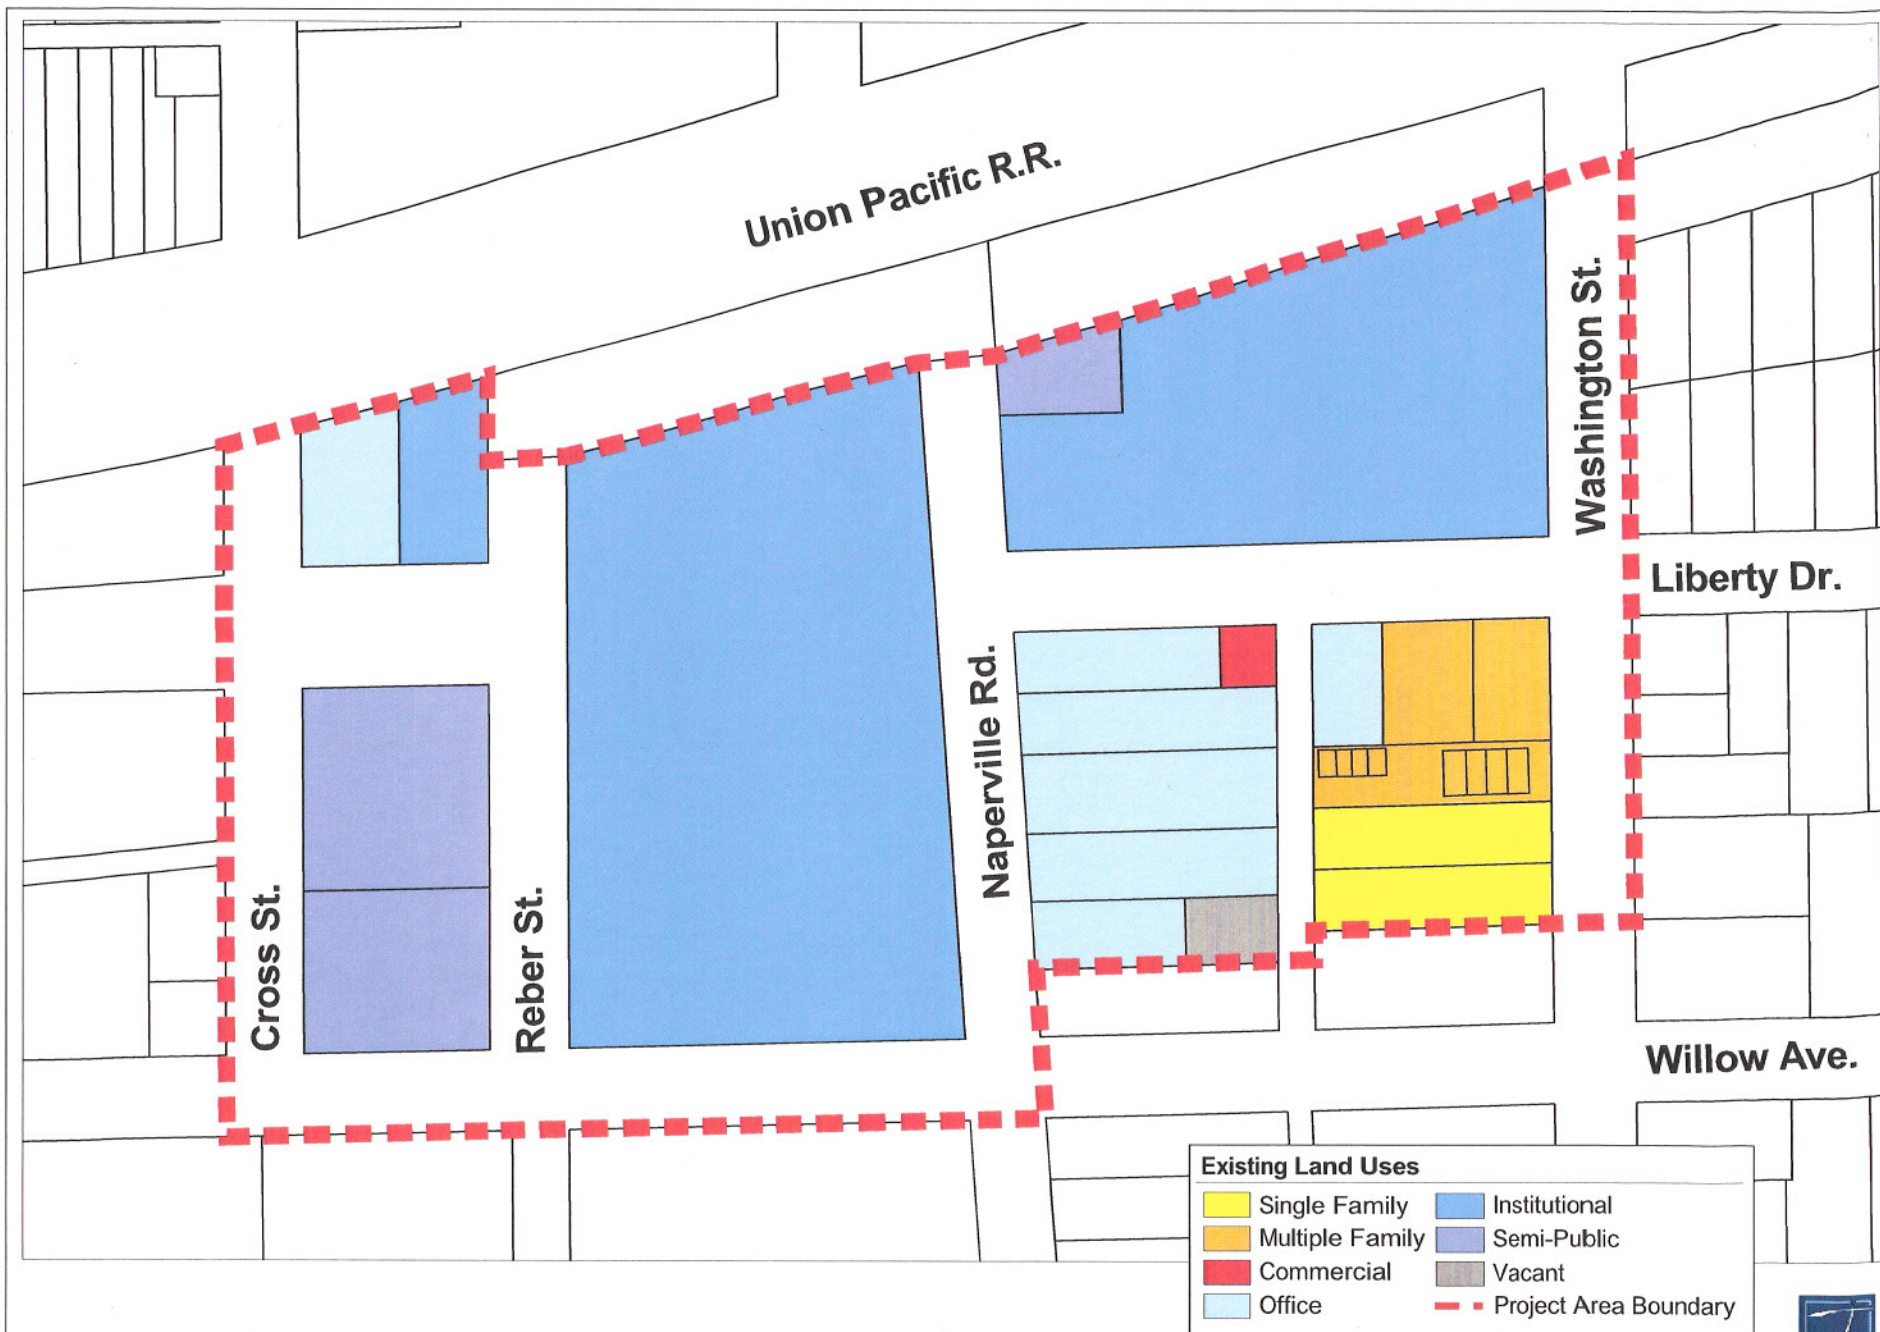 Union Pacific R.R.
Washington St.
Liberty Dr.
Naperville Rd.
Cross St.
Reber St.
Willow Ave.
Existing Land Uses
Single Family
Institutional
Multiple Family
Semi-Public
Commercial
Vacant
Office
Project Area Boundary